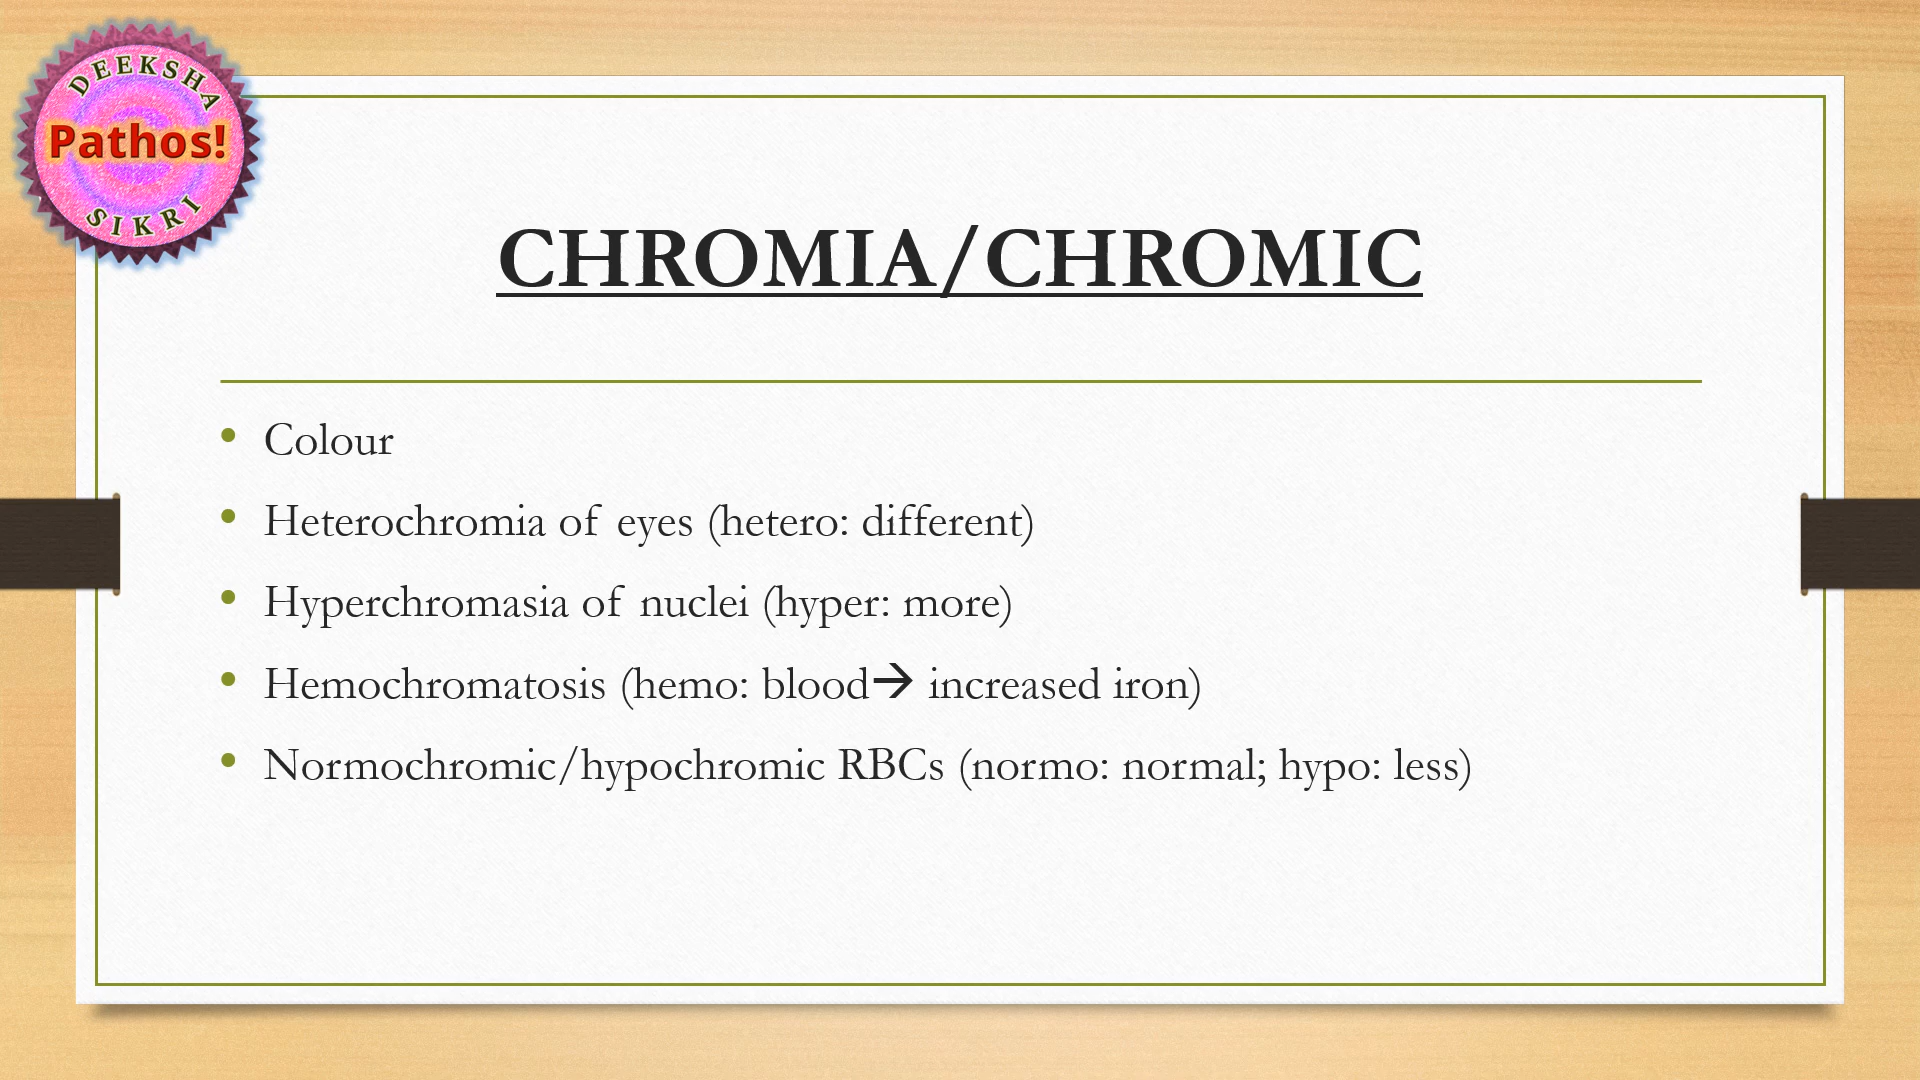 DEEKSHA
Pathos!
SIKRI
CHROMIA/CHROMIC
• Colour
• Heterochromia of eyes (hetero: different)
• Hyperchromasia of nuclei (hyper: more)
• Hemochromatosis (hemo: blood→ increased iron)
• Normochromic/hypochromic RBCs (normo: normal; hypo: less)